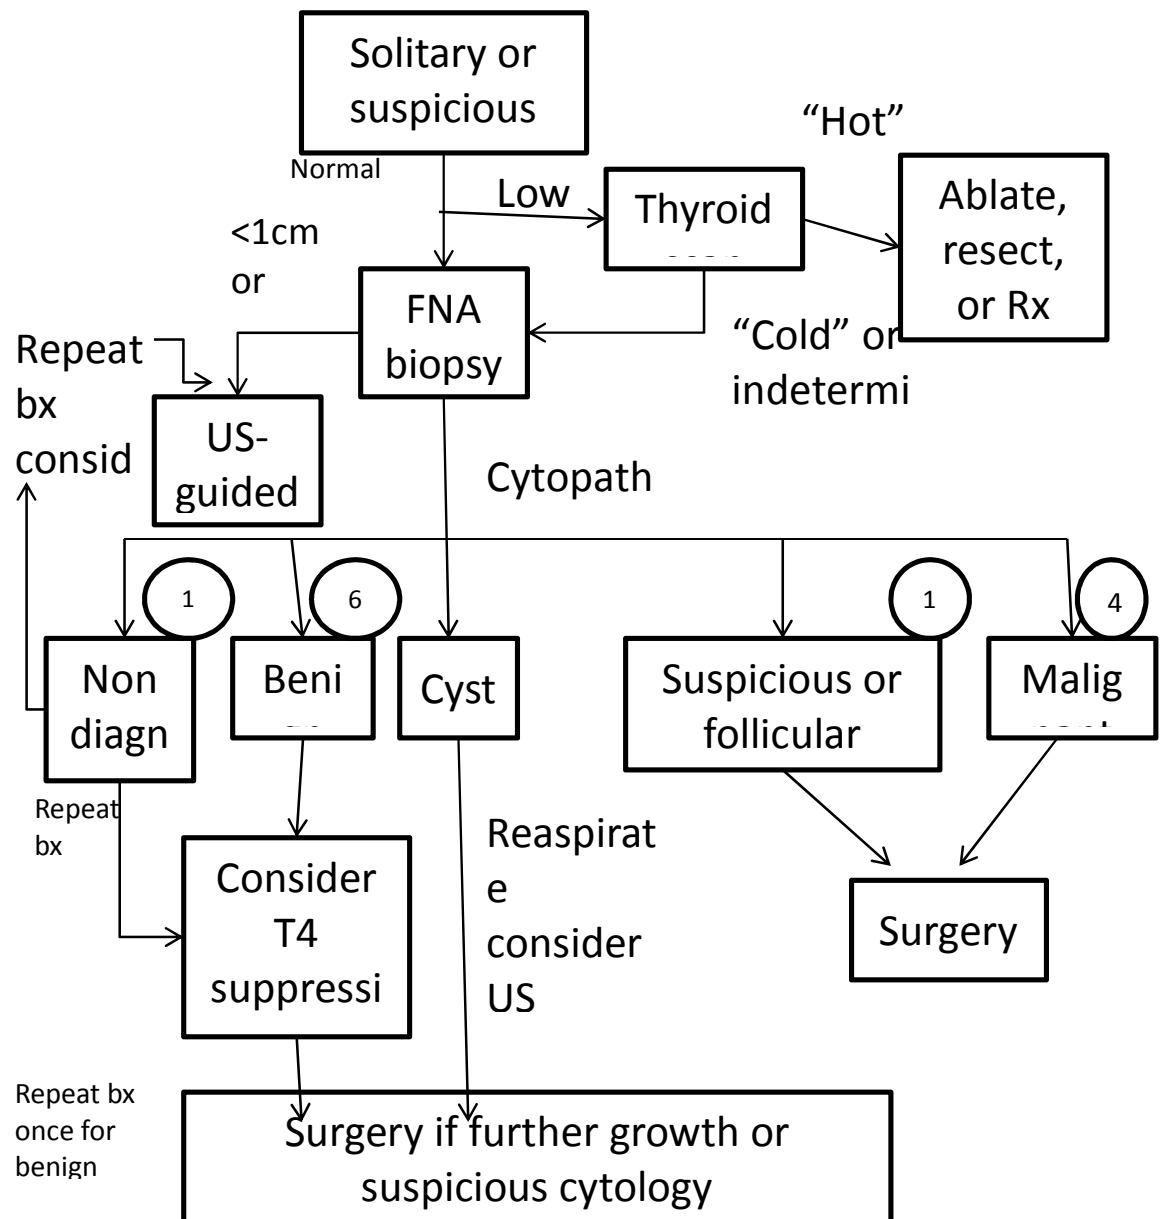 Solitary or
suspicious
Normal
Low
"Hot"
Thyroid
Ablate,
resect,
or Rx
<1cm
or
FNA
biopsy
"Cold" or
indetermi
Repeat
bx
consid
US-
guided
Cytopath
1
6
1
4
Non
diagn
Beni
Cyst
Suspicious or
follicular
Malig
Repeat
bx
Consider
T4
suppressi
Reaspirat
e
consider
US
Surgery
Repeat bx
once for
benign
Surgery if further growth or
suspicious cytology